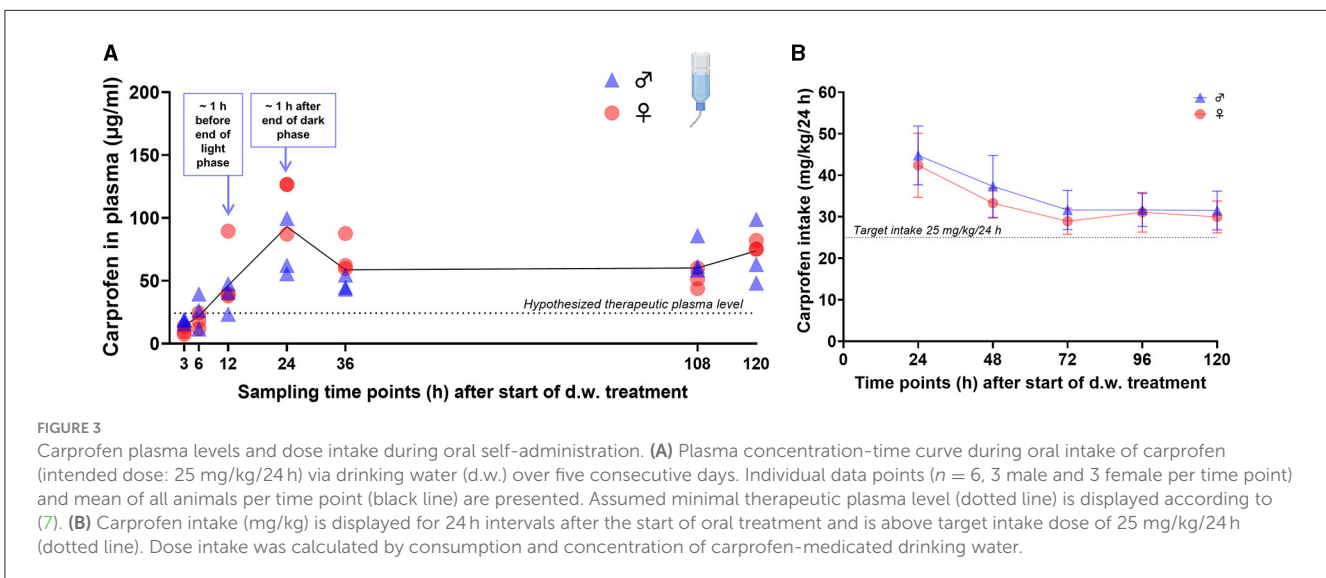 A
Carprofen in plasma (µg/ml)
200
150
100
50
0
~ 1 h
before
end of
light
phase
~ 1 h after
end of dark
phase
♂
♀
Hypothesized therapeutic plasma level
3 6 12 24 36 108 120
Sampling time points (h) after start of d.w. treatment
B
Carprofen intake (mg/kg/24 h)
60
50
40
30
20
10
0
♂
♀
Target intake 25 mg/kg/24 h
0 24 48 72 96 120
Time points (h) after start of d.w. treatment
FIGURE 3
Carprofen plasma levels and dose intake during oral self-administration. (A) Plasma concentration-time curve during oral intake of carprofen
(intended dose: 25 mg/kg/24 h) via drinking water (d.w.) over five consecutive days. Individual data points (n = 6, 3 male and 3 female per time point)
and mean of all animals per time point (black line) are presented. Assumed minimal therapeutic plasma level (dotted line) is displayed according to
(7). (B) Carprofen intake (mg/kg) is displayed for 24 h intervals after the start of oral treatment and is above target intake dose of 25 mg/kg/24 h
(dotted line). Dose intake was calculated by consumption and concentration of carprofen-medicated drinking water.